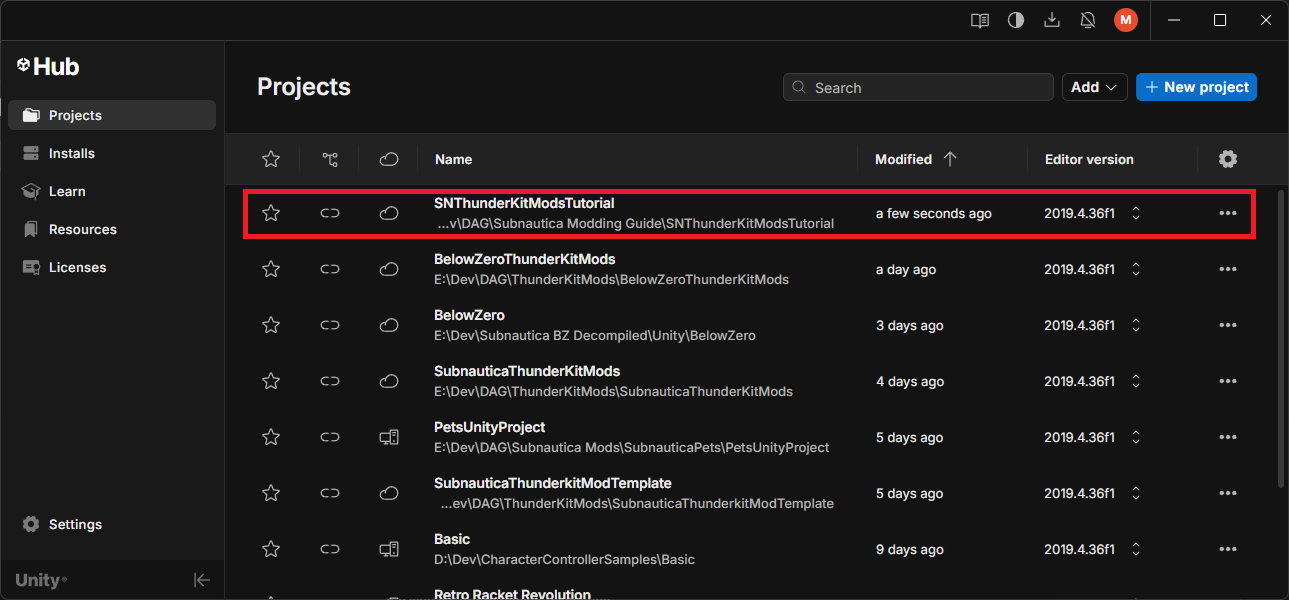 M
Hub
Projects
Installs
Learn
Resources
Licenses
Settings
Unity®
Projects
Search
Add
+ New project
Name
Modified
Editor version
SNThunderKitModsTutorial
...v\DAG\Subnautica Modding Guide\SNThunderKitModsTutorial
a few seconds ago
2019.4.36f1
BelowZeroThunderKitMods
E:\Dev\DAG\ThunderKitMods\BelowZeroThunderKitMods
a day ago
2019.4.36f1
BelowZero
E:\Dev\Subnautica BZ Decompiled\Unity\BelowZero
3 days ago
2019.4.36f1
SubnauticaThunderKitMods
E:\Dev\DAG\ThunderKitMods\SubnauticaThunderKitMods
4 days ago
2019.4.36f1
PetsUnityProject
E:\Dev\DAG\Subnautica Mods\SubnauticaPets\PetsUnityProject
5 days ago
2019.4.36f1
SubnauticaThunderkitModTemplate
...ev\DAG\ThunderKitMods\SubnauticaThunderkitModTemplate
5 days ago
2019.4.36f1
Basic
D:\Dev\CharacterControllerSamples\Basic
9 days ago
2019.4.36f1
Retro Racket Revolution